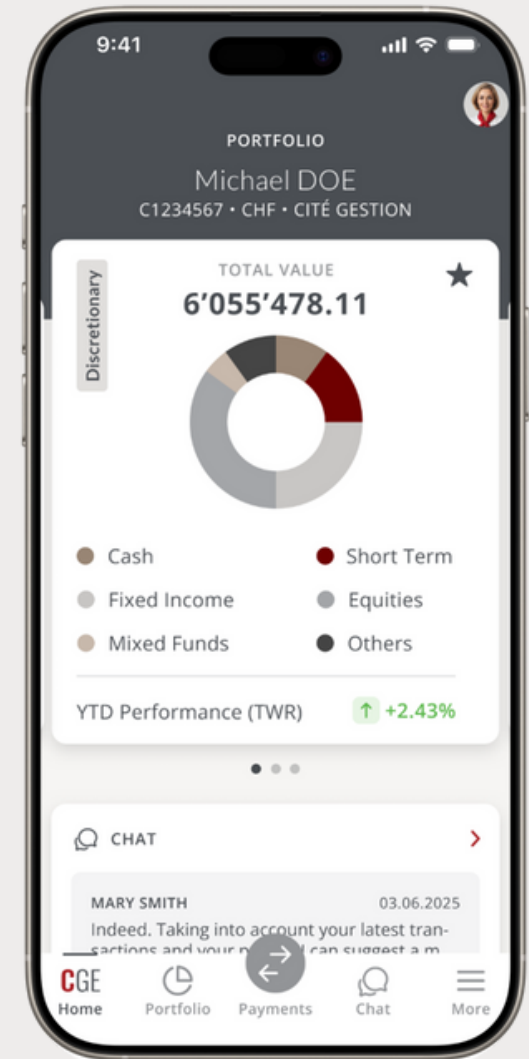 9:41
PORTFOLIO
Michael DOE
C1234567 • CHF • CITÉ GESTION
Discretionary
TOTAL VALUE
6’055’478.11
Cash
Short Term
Fixed Income
Equities
Mixed Funds
Others
YTD Performance (TWR)
+2.43%
CHAT
MARY SMITH
03.06.2025
Indeed. Taking into account your latest tran-
sactions and your can suggest a
CGE
Home
Portfolio
Payments
Chat
More